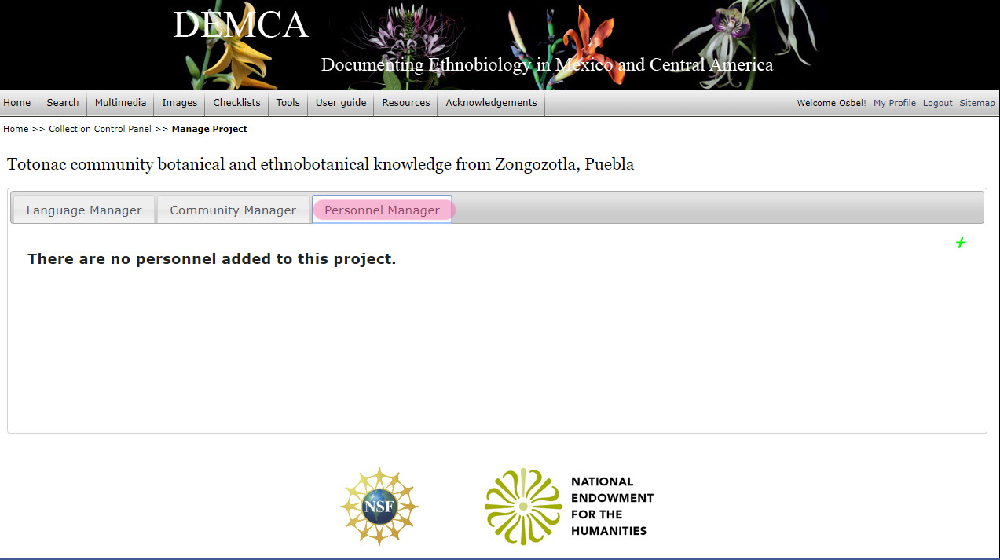 DEMCA
Documenting Ethnobiology in Mexico and Central America
Home Search Multimedia Images Checklists Tools User guide Resources Acknowledgements Welcome Osbel! My Profile Logout Sitemap
Home >> Collection Control Panel >> Manage Project
Totonac community botanical and ethnobotanical knowledge from Zongozotla, Puebla
Language Manager Community Manager Personnel Manager
+
There are no personnel added to this project.
NSF
NATIONAL
ENDOWMENT
FOR THE
HUMANITIES